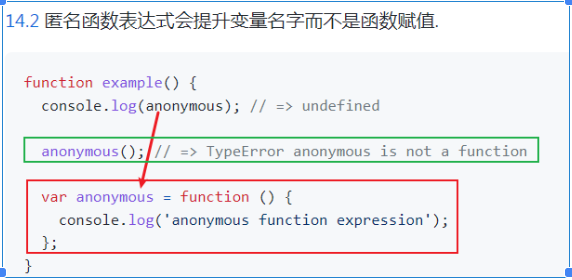 14.2 匿名函数表达式会提升变量名字而不是函数赋值.
function example() {
  console.log(anonymous); // => undefined
  anonymous(); // => TypeError anonymous is not a function
  var anonymous = function () {
    console.log('anonymous function expression');
  };
}